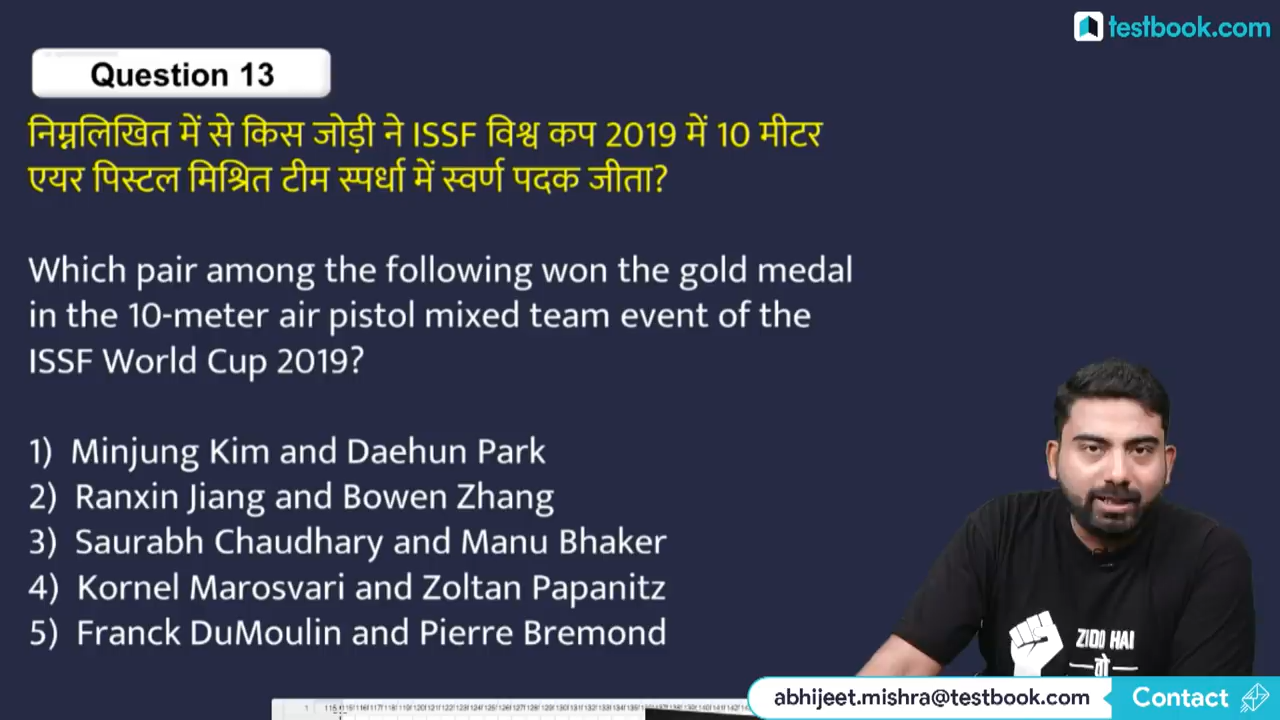 testbook.com
Question 13
निम्नलिखित में से किस जोड़ी ने ISSF विश्व कप 2019 में 10 मीटर
एयर पिस्टल मिश्रित टीम स्पर्धा में स्वर्ण पदक जीता?
Which pair among the following won the gold medal
in the 10-meter air pistol mixed team event of the
ISSF World Cup 2019?
1) Minjung Kim and Daehun Park
2) Ranxin Jiang and Bowen Zhang
3) Saurabh Chaudhary and Manu Bhaker
4) Kornel Marosvari and Zoltan Papanitz
5) Franck DuMoulin and Pierre Bremond
ZIDD HAI
वो
abhijeet.mishra@testbook.com
Contact